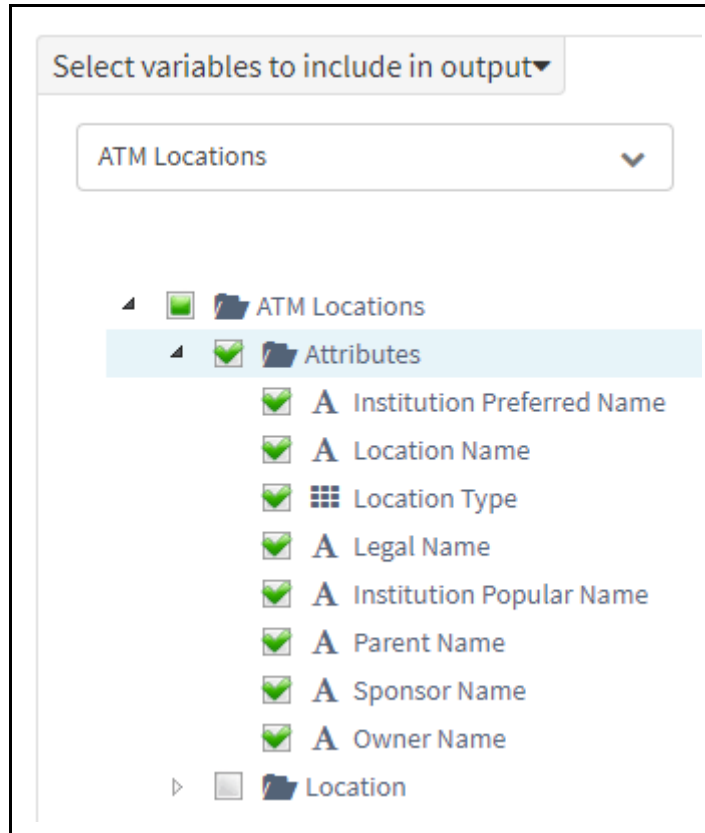 Select variables to include in output
ATM Locations
ATM Locations
Attributes
A Institution Preferred Name
A Location Name
Location Type
A Legal Name
A Institution Popular Name
A Parent Name
A Sponsor Name
A Owner Name
Location